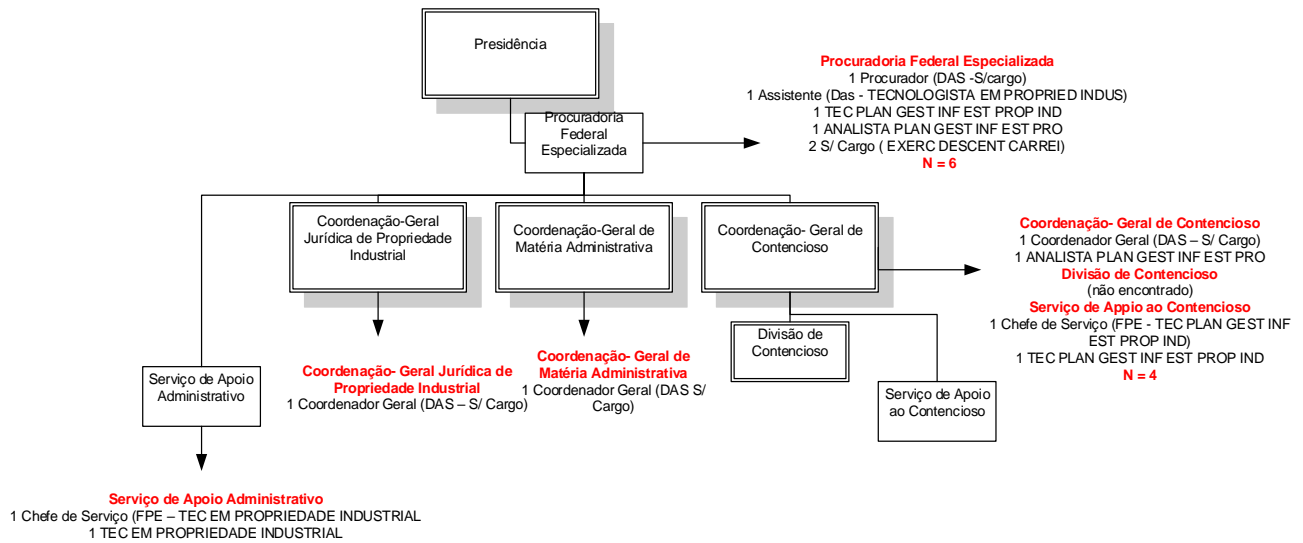 Presidência
Procuradoria Federal Especializada
1 Procurador (DAS -S/cargo)
1 Assistente (Das - TECNOLOGISTA EM PROPRIED INDUS)
1 TEC PLAN GEST INF EST PROP IND
1 ANALISTA PLAN GEST INF EST PRO
2 S/ Cargo ( EXERC DESCENT CARREI)
N = 6
Procuradoria
Federal
Especializada
Coordenação-Geral
Jurídica de Propriedade
Industrial
Coordenação-Geral de
Matéria Administrativa
Coordenação- Geral de
Contencioso
Coordenação- Geral de Contencioso
1 Coordenador Geral (DAS – S/ Cargo)
1 ANALISTA PLAN GEST INF EST PRO
Divisão de Contencioso
(não encontrado)
Serviço de Appio ao Contencioso
1 Chefe de Serviço (FPE - TEC PLAN GEST INF
EST PROP IND)
1 TEC PLAN GEST INF EST PROP IND
N = 4
Divisão de
Contencioso
Serviço de Apoio
Administrativo
Coordenação- Geral Jurídica de
Propriedade Industrial
1 Coordenador Geral (DAS – S/ Cargo)
Coordenação- Geral de
Matéria Administrativa
1 Coordenador Geral (DAS S/
Cargo)
Serviço de Apoio
ao Contencioso
Serviço de Apoio Administrativo
1 Chefe de Serviço (FPE – TEC EM PROPRIEDADE INDUSTRIAL
1 TEC EM PROPRIEDADE INDUSTRIAL